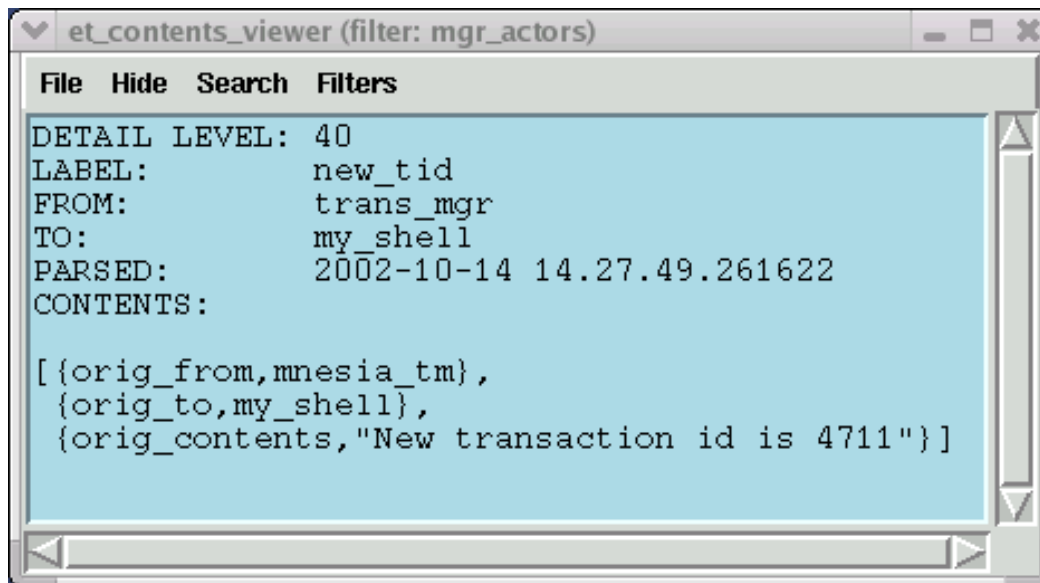 et_contents_viewer (filter: mgr_actors)
File Hide Search Filters
DETAIL LEVEL: 40
LABEL: new_tid
FROM: trans_mgr
TO: my_shell
PARSED: 2002-10-14 14.27.49.261622
CONTENTS:
[{orig_from,mnesia_tm},
{orig_to,my_shell},
{orig_contents,"New transaction id is 4711"}]